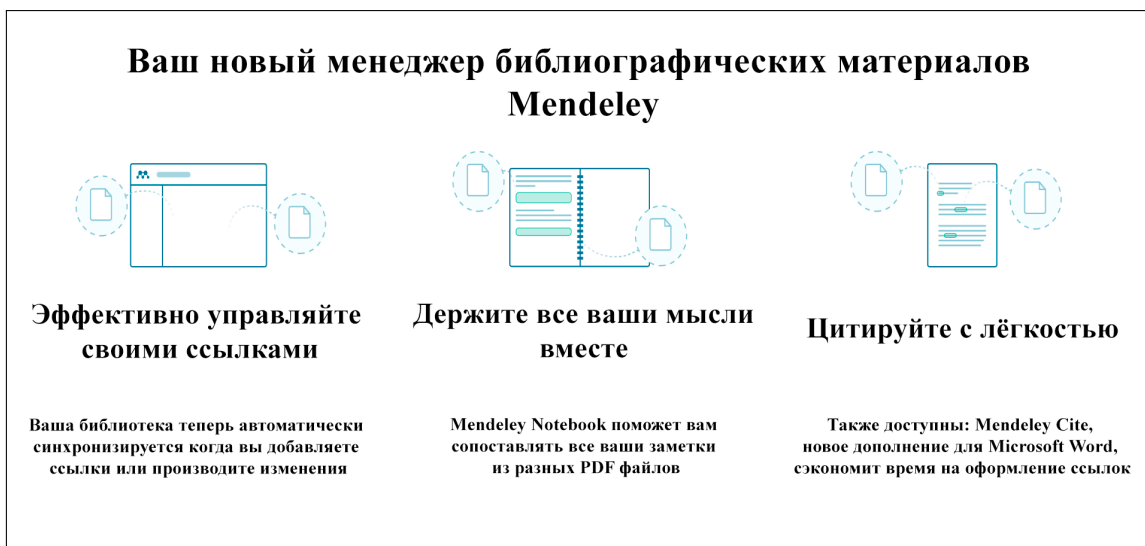 Ваш новый менеджер библиографических материалов
Mendeley
Эффективно управляйте
своими ссылками
Ваша библиотека теперь автоматически
синхронизируется когда вы добавляете
ссылки или производите изменения
Держите все ваши мысли
вместе
Mendeley Notebook поможет вам
сопоставлять все ваши заметки
из разных PDF файлов
Цитируйте с лёгкостью
Также доступны: Mendeley Cite,
новое дополнение для Microsoft Word,
сэкономит время на оформление ссылок